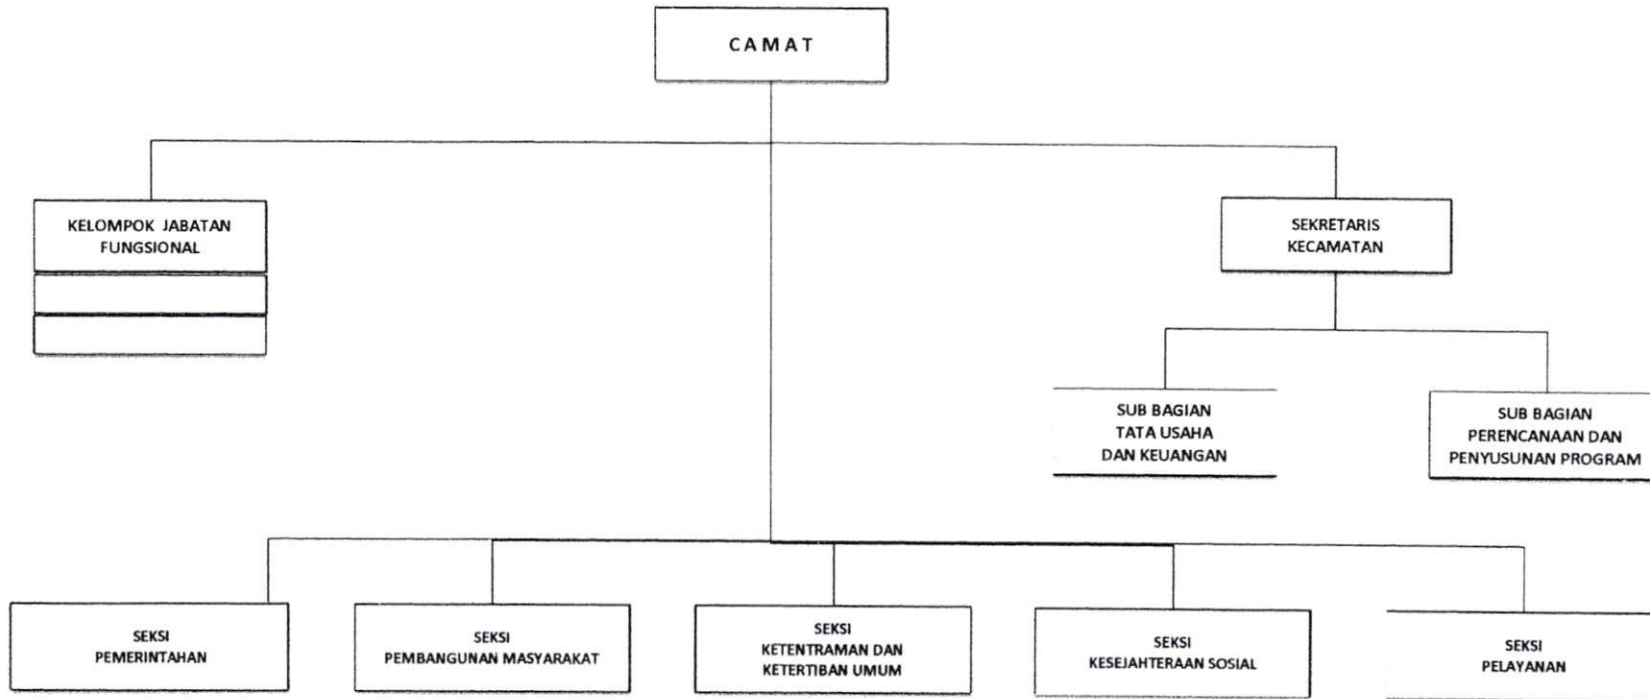 CAMAT
KELOMPOK JABATAN
FUNGSIONAL
SEKRETARIS
KECAMATAN
SUB BAGIAN
TATA USAHA
DAN KEUANGAN
SUB BAGIAN
PERENCANAAN DAN
PENYUSUNAN PROGRAM
SEKSI
PEMERINTAHAN
SEKSI
PEMBANGUNAN MASYARAKAT
SEKSI
KETENTRAMAN DAN
KETERTIBAN UMUM
SEKSI
KESEJAHTERAAN SOSIAL
SEKSI
PELAYANAN